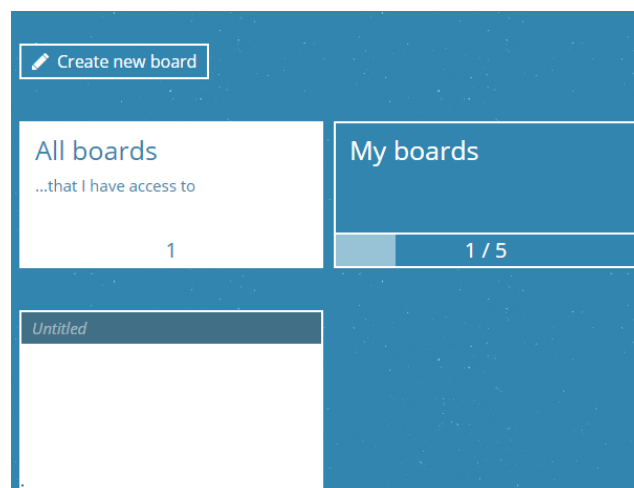 Create new board
All boards
...that I have access to
1
My boards
1 / 5
Untitled